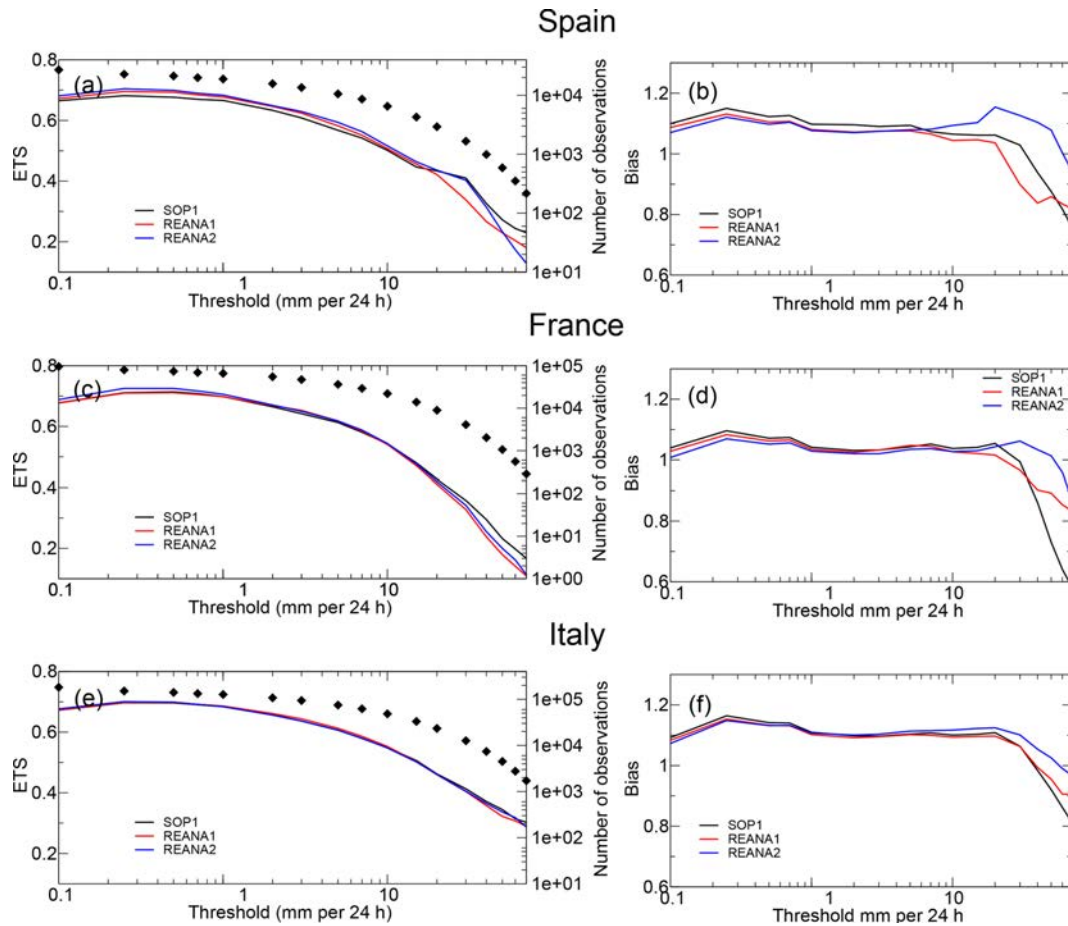 Spain
(a)
0.8
0.6
0.4
0.2
ETS
SOP1
REANA1
REANA2
0.1 1 10
Threshold (mm per 24 h)
1e+04
1e+03
1e+02
1e+01
Number of observations
(b)
1.2
1
0.8
0.6
Bias
SOP1
REANA1
REANA2
0.1 1 10
Threshold mm per 24 h
France
(c)
0.8
0.6
0.4
0.2
ETS
SOP1
REANA1
REANA2
0.1 1 10
Threshold (mm per 24 h)
1e+05
1e+04
1e+03
1e+02
1e+01
1e+00
Number of observations
(d)
1.2
1
0.8
0.6
Bias
SOP1
REANA1
REANA2
0.1 1 10
Threshold mm per 24 h
Italy
(e)
0.8
0.6
0.4
0.2
ETS
SOP1
REANA1
REANA2
0.1 1 10
Threshold (mm per 24 h)
1e+05
1e+04
1e+03
1e+02
1e+01
Number of observations
(f)
1.2
1
0.8
0.6
Bias
SOP1
REANA1
REANA2
0.1 1 10
Threshold mm per 24 h